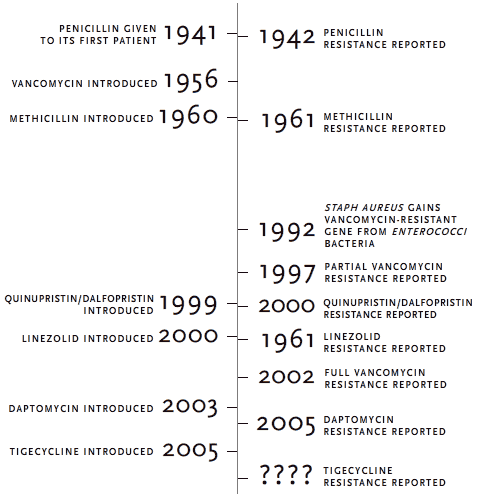 PENICILLIN GIVEN
TO ITS FIRST PATIENT 1941
1942 PENICILLIN
RESISTANCE REPORTED
VANCOMYCIN INTRODUCED 1956
METHICILLIN INTRODUCED 1960
1961 METHICILLIN
RESISTANCE REPORTED
STAPH AUREUS GAINS
VANCOMYCIN-RESISTANT
1992 GENE FROM ENTEROCOCCI
BACTERIA
1997 PARTIAL VANCOMYCIN
RESISTANCE REPORTED
QUINUPRISTIN/DALFOPRISTIN
INTRODUCED 1999
2000 QUINUPRISTIN/DALFOPRISTIN
RESISTANCE REPORTED
LINEZOLID INTRODUCED 2000
1961 LINEZOLID
RESISTANCE REPORTED
2002 FULL VANCOMYCIN
RESISTANCE REPORTED
DAPTOMYCIN INTRODUCED 2003
2005 DAPTOMYCIN
RESISTANCE REPORTED
TIGECYCLINE INTRODUCED 2005
???? TIGECYCLINE
RESISTANCE REPORTED